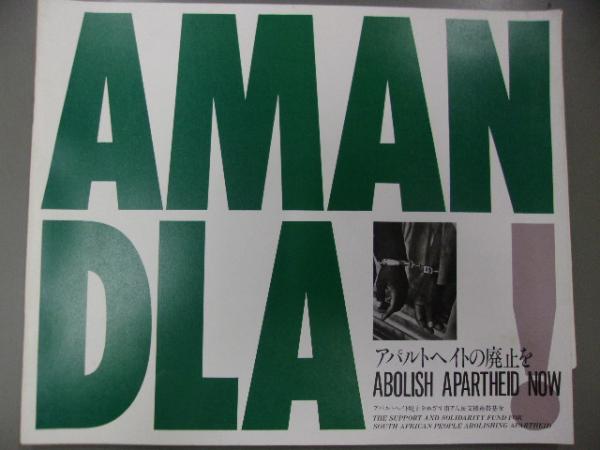 AMAN
DLA!
アパルトヘイトの廃止を
ABOLISH APARTHEID NOW
THE SUPPORT AND SOLIDARITY FUND FOR
SOUTH AFRICAN PEOPLE ABOLISHING APARTHEID